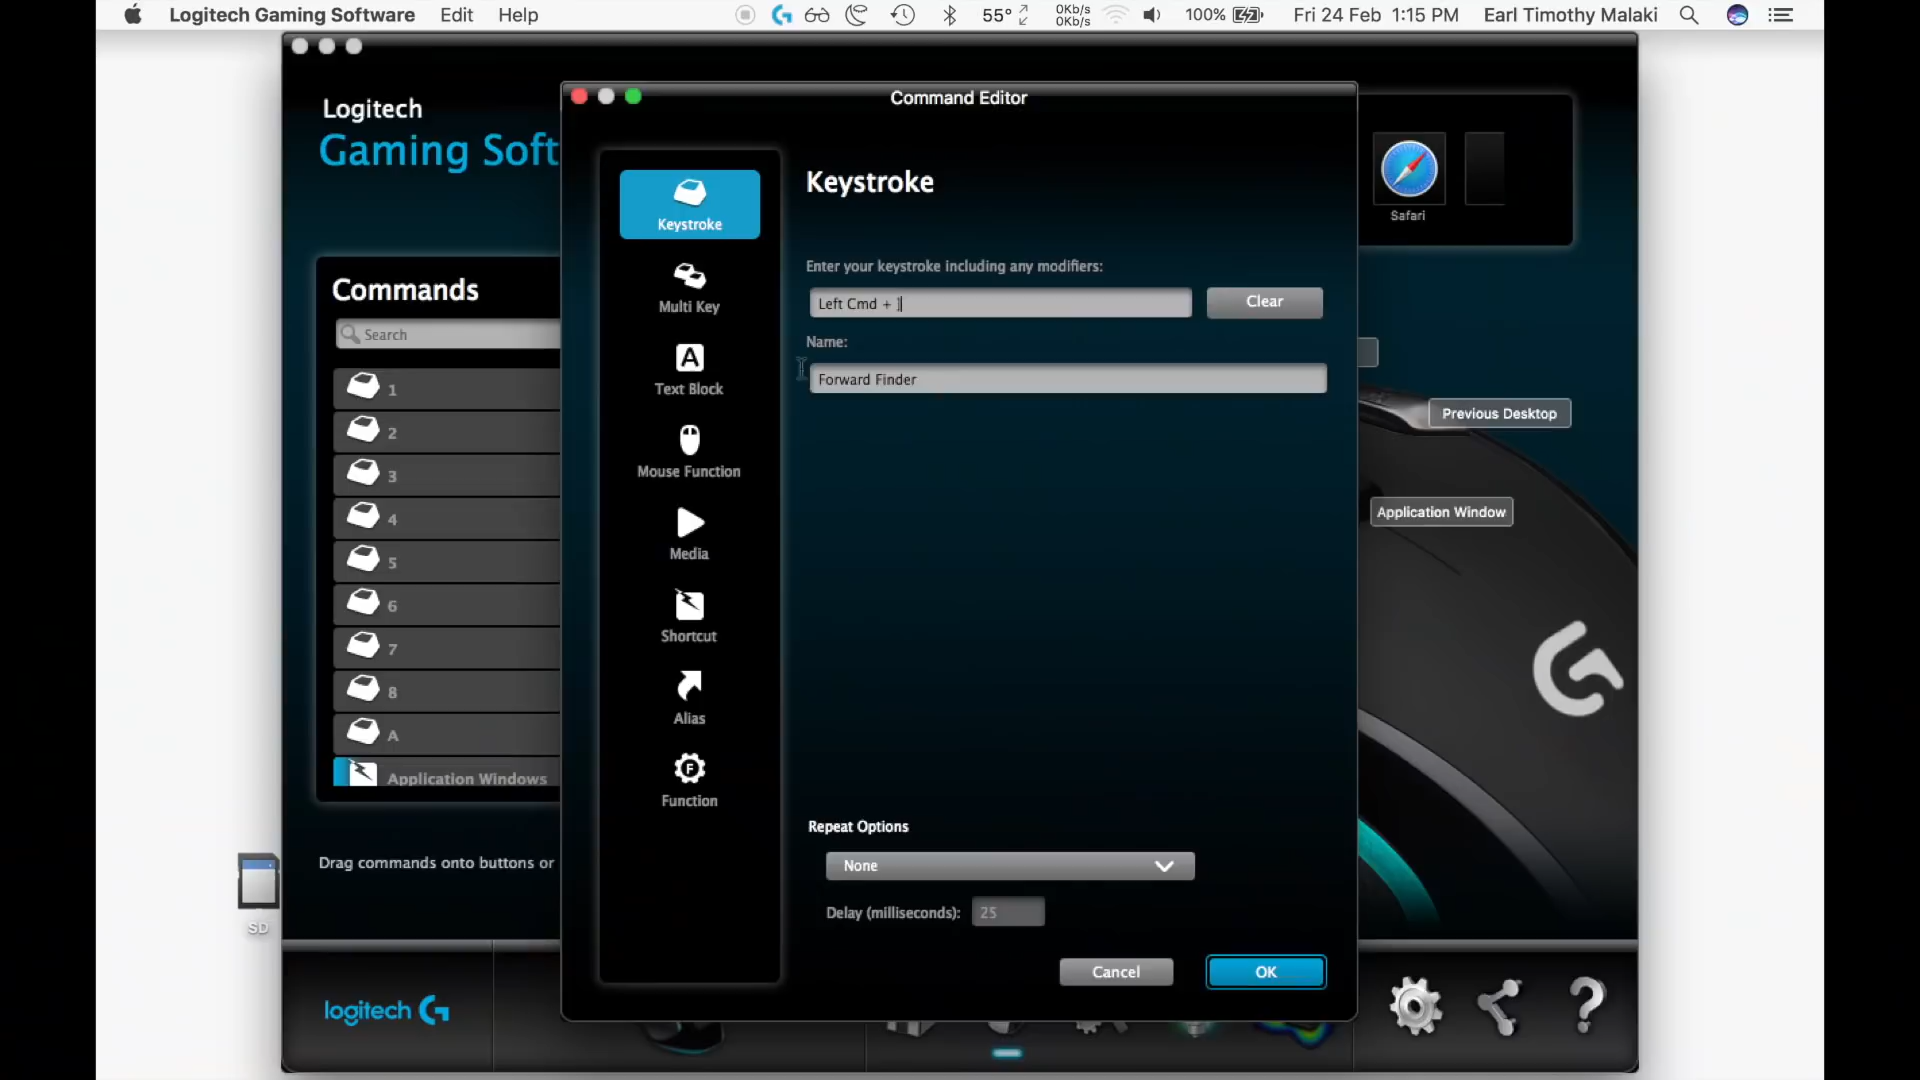 Logitech Gaming Software Edit Help 55° 0Kb/s 0Kb/s 100% Fri 24 Feb 1:15 PM Earl Timothy Malaki
Command Editor
Logitech
Gaming Soft
Safari
Keystroke
Keystroke
Enter your keystroke including any modifiers:
Left Cmd + ]
Clear
Name:
Forward Finder
Multi Key
Text Block
Mouse Function
Media
Shortcut
Alias
Function
Commands
Search
1
2
3
4
5
6
7
8
A
Application Windows
Previous Desktop
Application Window
Repeat Options
None
Delay (milliseconds): 25
Cancel
OK
Drag commands onto buttons or
SD
logitech